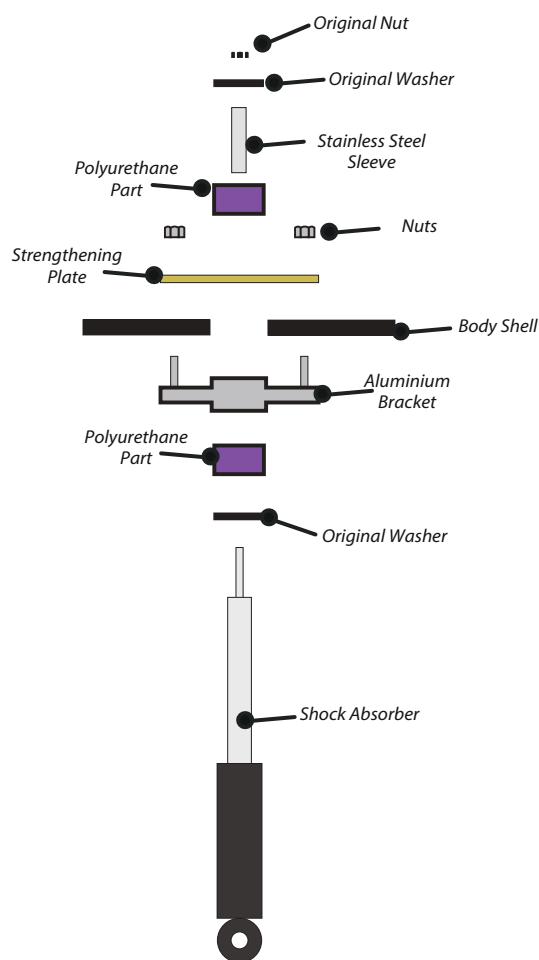 Original Nut
Original Washer
Stainless Steel
Sleeve
Polyurethane
Part
Nuts
Strengthening
Plate
Body Shell
Aluminium
Bracket
Polyurethane
Part
Original Washer
Shock Absorber